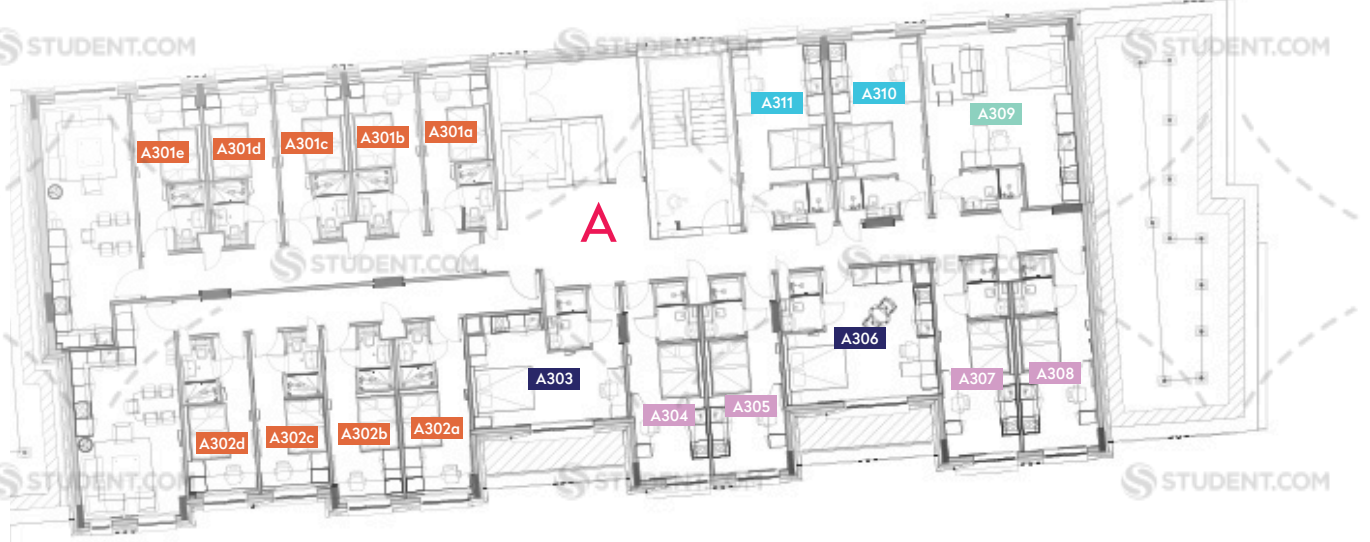 STUDENT.COM
STUDENT.COM
STUDENT.COM
A311
A310
A309
A301e
A301d
A301c
A301b
A301a
A
STUDENT.COM
STUDENT.COM
A303
A306
A304
A305
A307
A308
A302d
A302c
A302b
A302a
STUDENT.COM
STUDENT.COM
STUDENT.COM